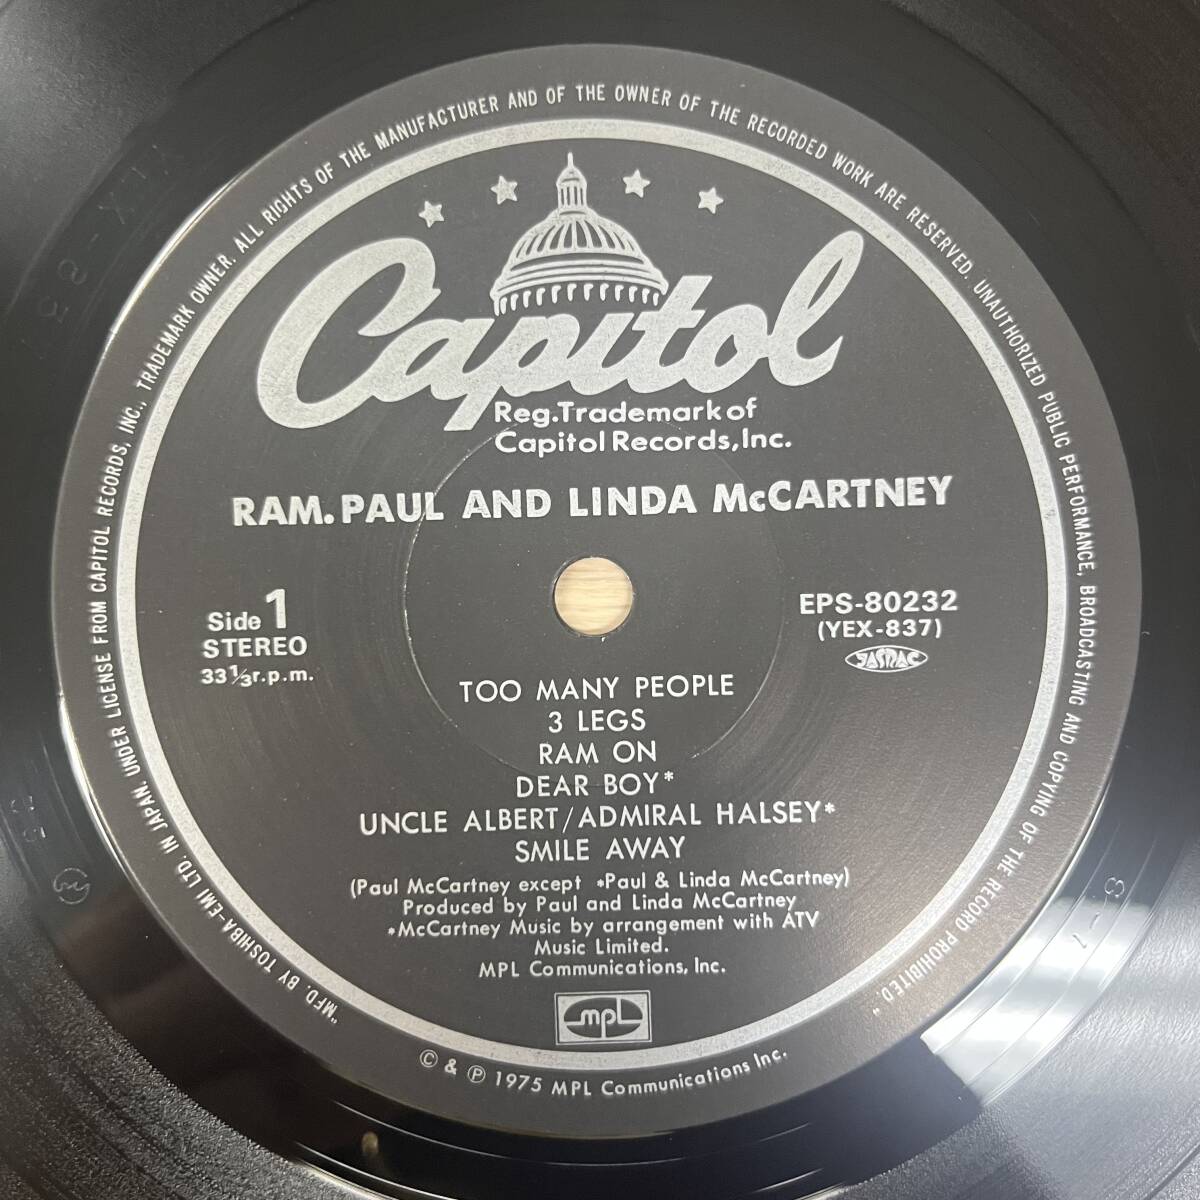 "MFD. BY TOSHIBA-EMI LTD. IN JAPAN. UNDER LICENSE FROM CAPITOL RECORDS, INC., TRADEMARK OWNER. ALL RIGHTS OF THE MANUFACTURER AND OF THE OWNER OF THE RECORDED WORK ARE RESERVED. UNAUTHORIZED PUBLIC PERFORMANCE, BROADCASTING AND COPYING OF THE RECORD PROHIBITED."
Capitol
Reg.Trademark of
Capitol Records,Inc.
RAM. PAUL AND LINDA McCARTNEY
Side 1
STEREO
33⅓r.p.m.
EPS-80232
(YEX-837)
JASRAC
TOO MANY PEOPLE
3 LEGS
RAM ON
DEAR BOY*
UNCLE ALBERT/ADMIRAL HALSEY*
SMILE AWAY
(Paul McCartney except *Paul & Linda McCartney)
Produced by Paul and Linda McCartney
*McCartney Music by arrangement with ATV
Music Limited.
MPL Communications, Inc.
mpl
© & ℗ 1975 MPL Communications Inc.